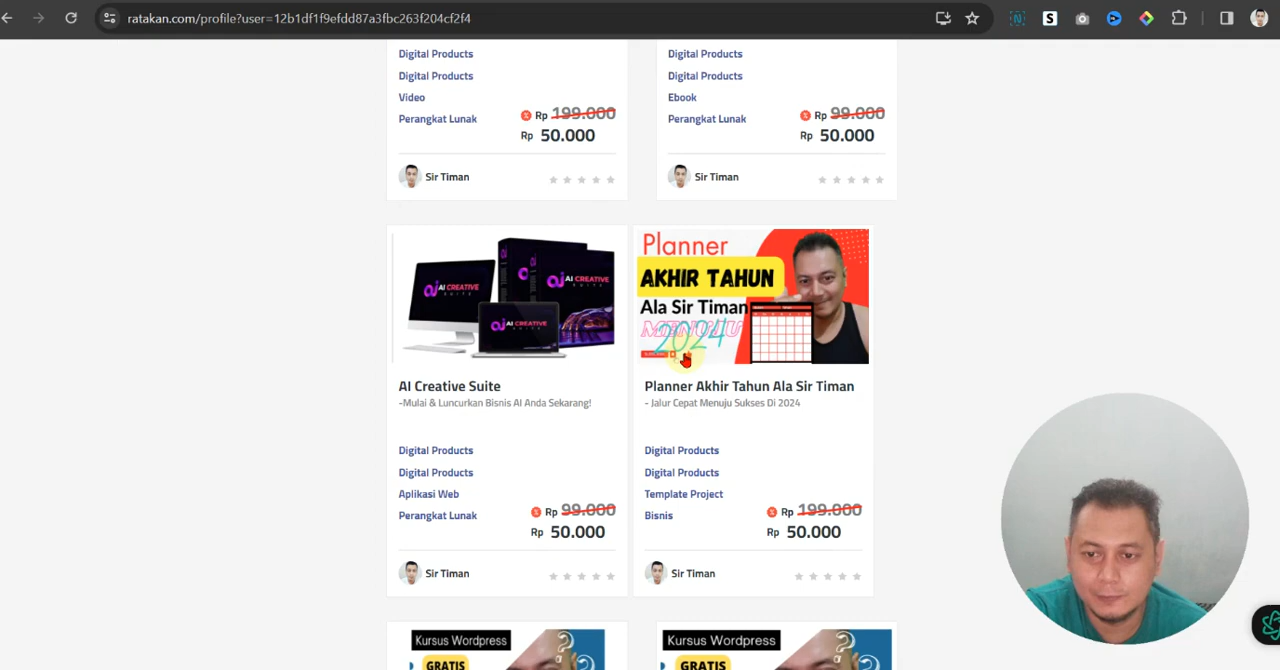 ratakan.com/profile?user=12b1df1f9efdd87a3fbc263f204cf2f4
Digital Products
Digital Products
Video
Perangkat Lunak
Rp 199.000
Rp 50.000
Sir Timan
Digital Products
Digital Products
Ebook
Perangkat Lunak
Rp 99.000
Rp 50.000
Sir Timan
AI CREATIVE
AI CREATIVE
AI CREATIVE
AI Creative Suite
-Mulai & Luncurkan Bisnis AI Anda Sekarang!
Digital Products
Digital Products
Aplikasi Web
Perangkat Lunak
Rp 99.000
Rp 50.000
Sir Timan
Planner
AKHIR TAHUN
Ala Sir Timan
MENUJU
2024
Planner Akhir Tahun Ala Sir Timan
- Jalur Cepat Menuju Sukses Di 2024
Digital Products
Digital Products
Template Project
Bisnis
Rp 199.000
Rp 50.000
Sir Timan
Kursus Wordpress
GRATIS
Kursus Wordpress
GRATIS